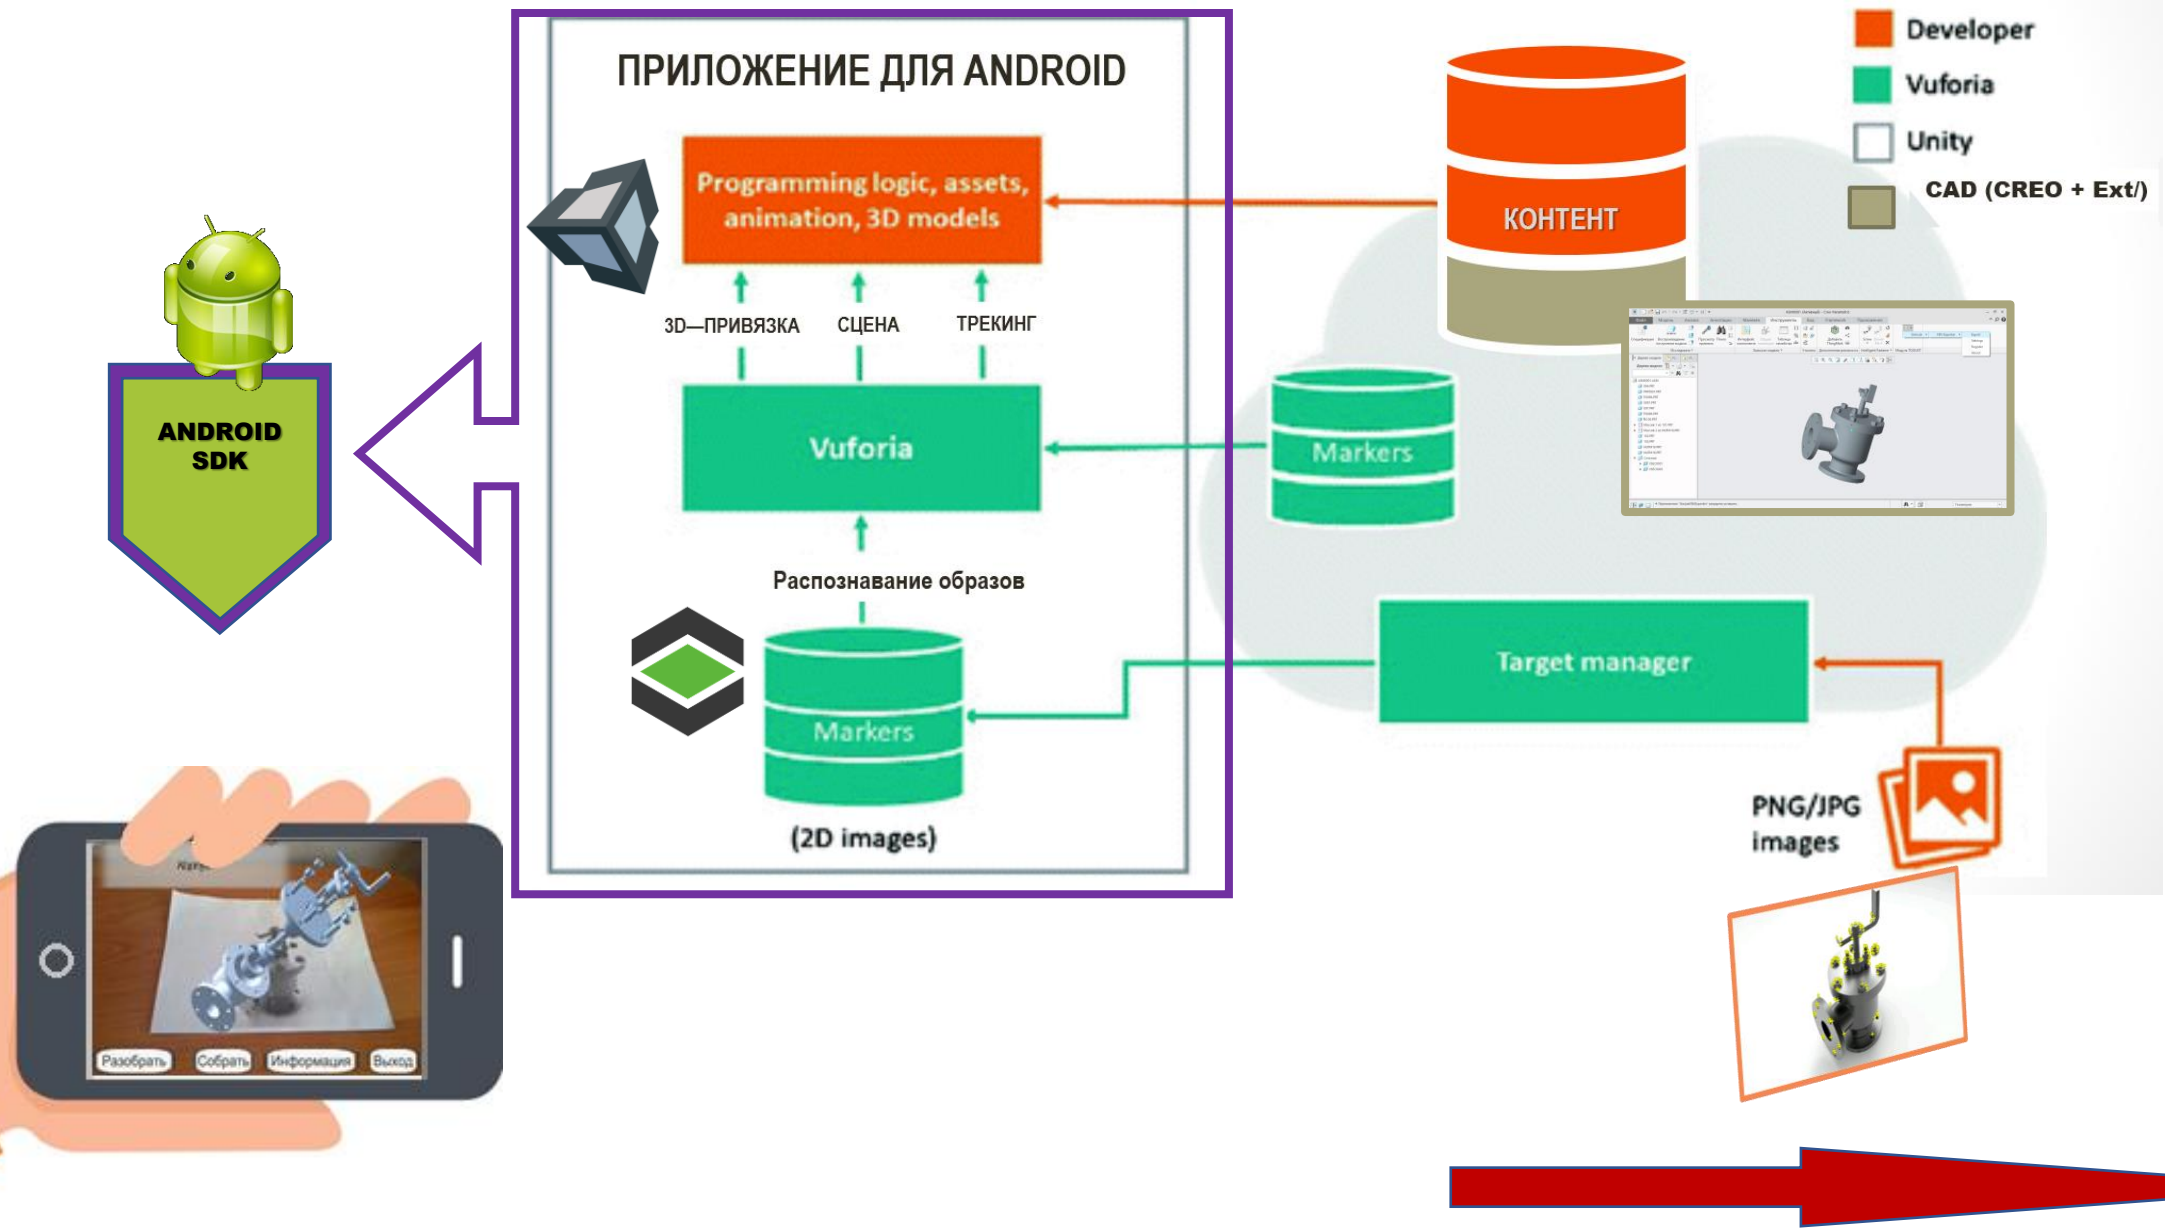 ПРИЛОЖЕНИЕ ДЛЯ ANDROID
Programming logic, assets,
animation, 3D models
3D—ПРИВЯЗКА
СЦЕНА
ТРЕКИНГ
Vuforia
Распознавание образов
Markers
(2D images)
ANDROID
SDK
КОНТЕНТ
Markers
Target manager
PNG/JPG
images
Developer
Vuforia
Unity
CAD (CREO + Ext/)
Разобрать
Собрать
Информация
Выход